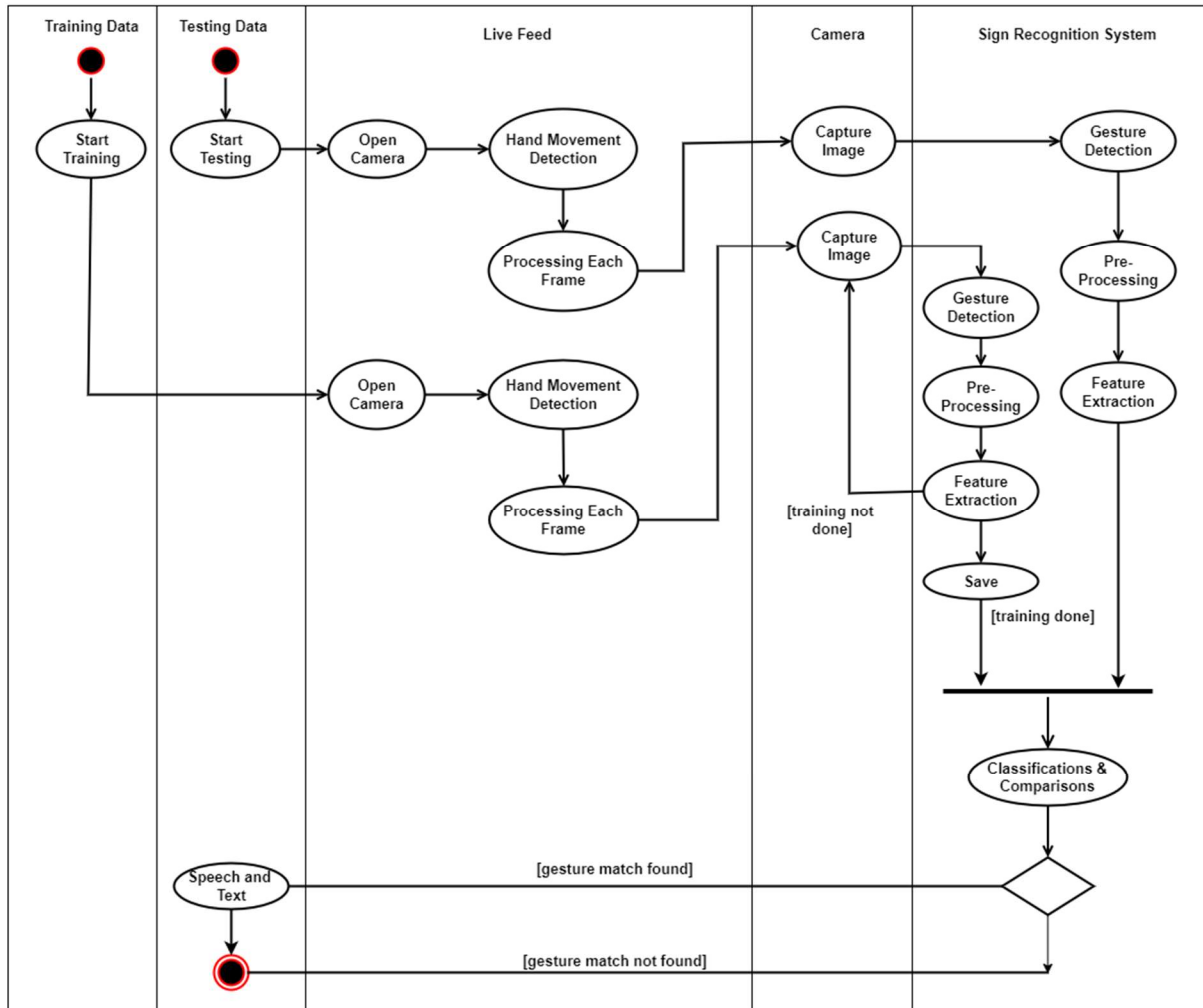 Training Data
Testing Data
Live Feed
Camera
Sign Recognition System
Start
Training
Start
Testing
Open
Camera
Hand Movement
Detection
Capture
Image
Gesture
Detection
Processing Each
Frame
Capture
Image
Pre-
Processing
Gesture
Detection
Open
Camera
Hand Movement
Detection
Pre-
Processing
Feature
Extraction
Processing Each
Frame
[training not
done]
Feature
Extraction
Save
[training done]
Classifications &
Comparisons
Speech and
Text
[gesture match found]
[gesture match not found]